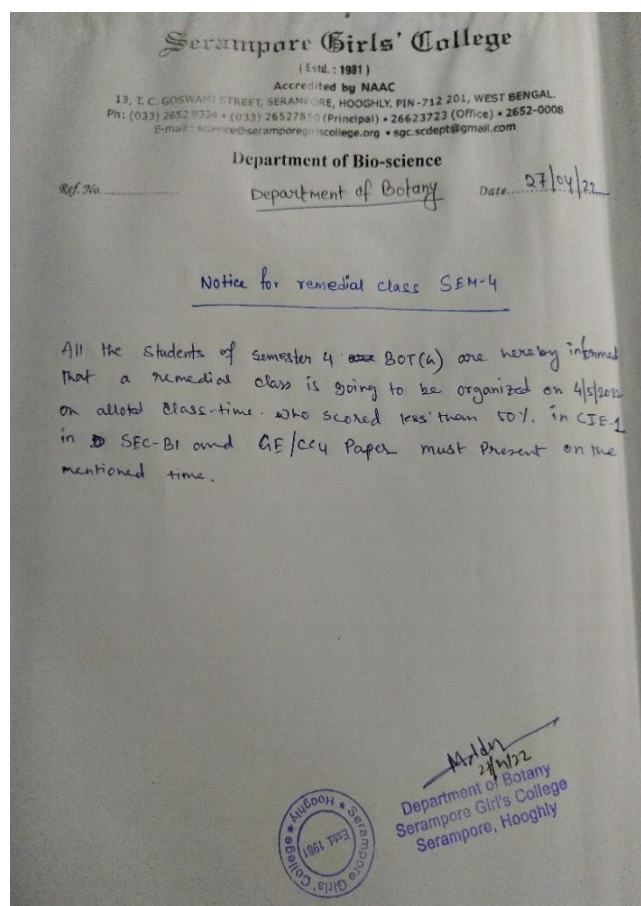 Serampore Girls' College
( Estd. : 1981 )
Accredited by NAAC
13, T. C. GOSWAMI STREET, SERAMPORE, HOOGHLY. PIN-712 201, WEST BENGAL.
Ph: (033) 2652 9334 • (033) 26527850 (Principal) • 26623723 (Office) • 2652-0008
E-mail : science@seramporegirlscollege.org • sgc.scdept@gmail.com
Department of Bio-science
Ref. No. Department of Botany Date 27/04/22
Notice for remedial class SEM-4
All the students of semester 4 BOT(G) are hereby informed
that a remedial class is going to be organized on 4/5/2022
on alloted class-time. who scored less than 50%. in CIE-1
in SEC-B1 and GE/CC4 Paper must Present on the
mentioned time.
27/4/22
Department of Botany
Serampore Girl's College
Serampore, Hooghly
Serampore Girls' College ★ Hooghly ★
Estd. 1981